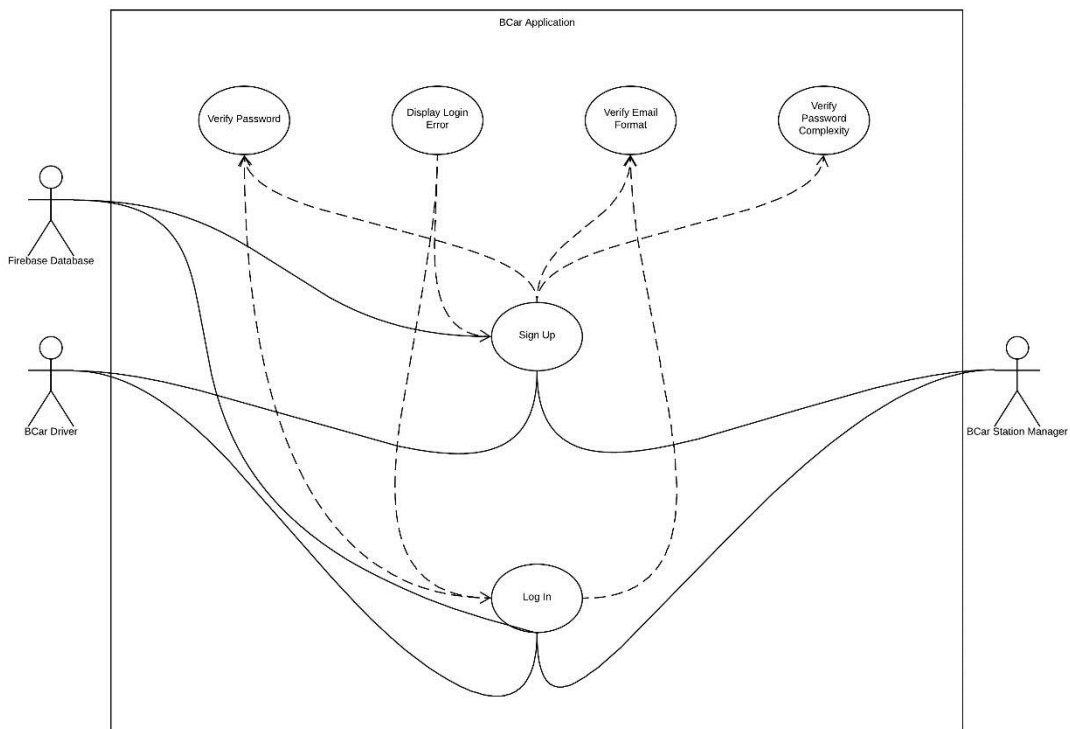 BCar Application
Verify Password
Display Login
Error
Verify Email
Format
Verify
Password
Complexity
Firebase Database
Sign Up
BCar Driver
BCar Station Manager
Log In